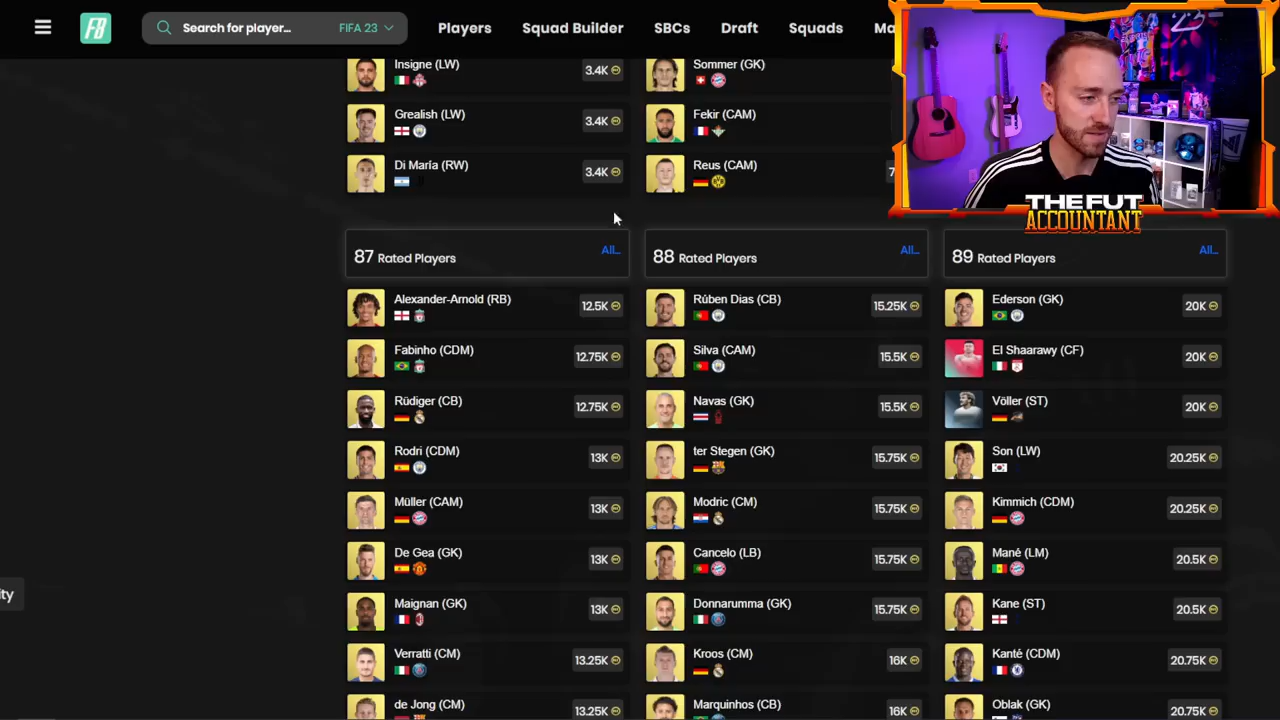 F8 Search for player... FIFA 23 Players Squad Builder SBCs Draft Squads Ma
Insigne (LW) 3.4K Sommer (GK)
Grealish (LW) 3.4K Fekir (CAM)
Di María (RW) 3.4K Reus (CAM) 7
THE FUT
ACCOUNTANT
87 Rated Players All... 88 Rated Players All... 89 Rated Players All...
Alexander-Arnold (RB) 12.5K Rúben Dias (CB) 15.25K Ederson (GK) 20K
Fabinho (CDM) 12.75K Silva (CAM) 15.5K El Shaarawy (CF) 20K
Rüdiger (CB) 12.75K Navas (GK) 15.5K Völler (ST) 20K
Rodri (CDM) 13K ter Stegen (GK) 15.75K Son (LW) 20.25K
Müller (CAM) 13K Modric (CM) 15.75K Kimmich (CDM) 20.25K
De Gea (GK) 13K Cancelo (LB) 15.75K Mané (LM) 20.5K
ity
Maignan (GK) 13K Donnarumma (GK) 15.75K Kane (ST) 20.5K
Verratti (CM) 13.25K Kroos (CM) 16K Kanté (CDM) 20.75K
de Jong (CM) 13.25K Marquinhos (CB) 16K Oblak (GK) 20.75K